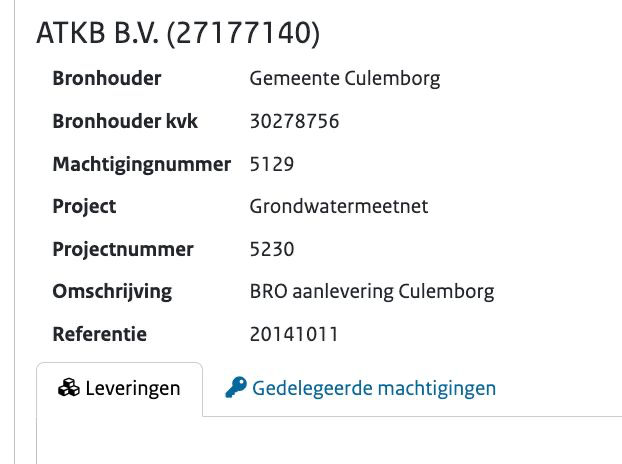 ATKB B.V. (27177140)
Bronhouder Gemeente Culemborg
Bronhouder kvk 30278756
Machtigingnummer 5129
Project Grondwatermeetnet
Projectnummer 5230
Omschrijving BRO aanlevering Culemborg
Referentie 20141011
Leveringen Gedelegeerde machtigingen